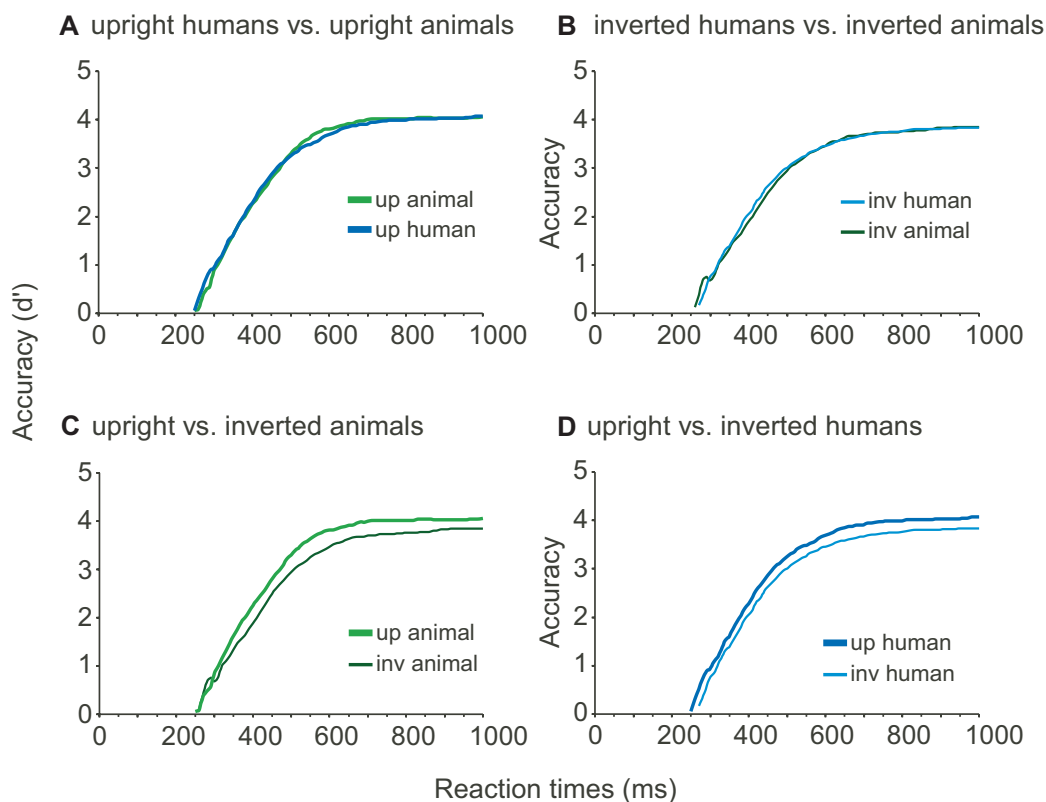 A upright humans vs. upright animals
5
4
3
2
1
0
0 200 400 600 800 1000
up animal
up human
Accuracy (d')
B inverted humans vs. inverted animals
5
4
3
2
1
0
0 200 400 600 800 1000
Accuracy
inv human
inv animal
C upright vs. inverted animals
5
4
3
2
1
0
0 200 400 600 800 1000
up animal
inv animal
D upright vs. inverted humans
5
4
3
2
1
0
0 200 400 600 800 1000
Accuracy
up human
inv human
Reaction times (ms)